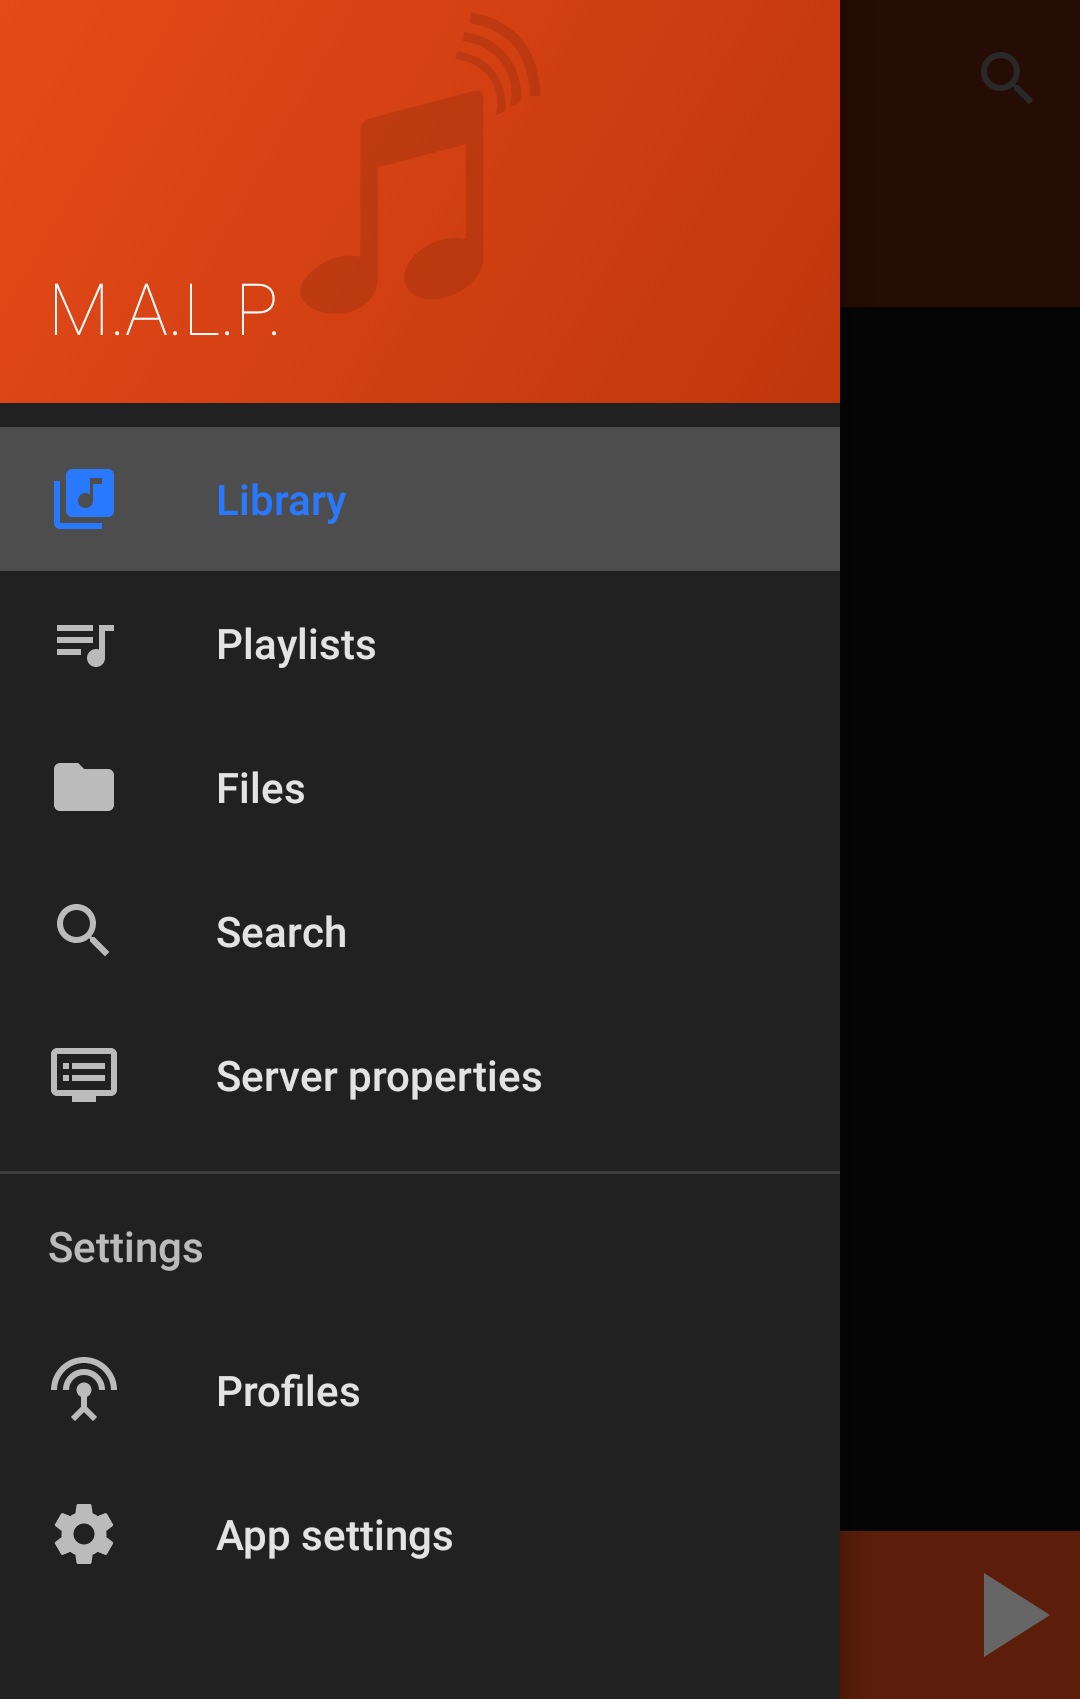 M.A.L.P.
Library
Playlists
Files
Search
Server properties
Settings
Profiles
App settings